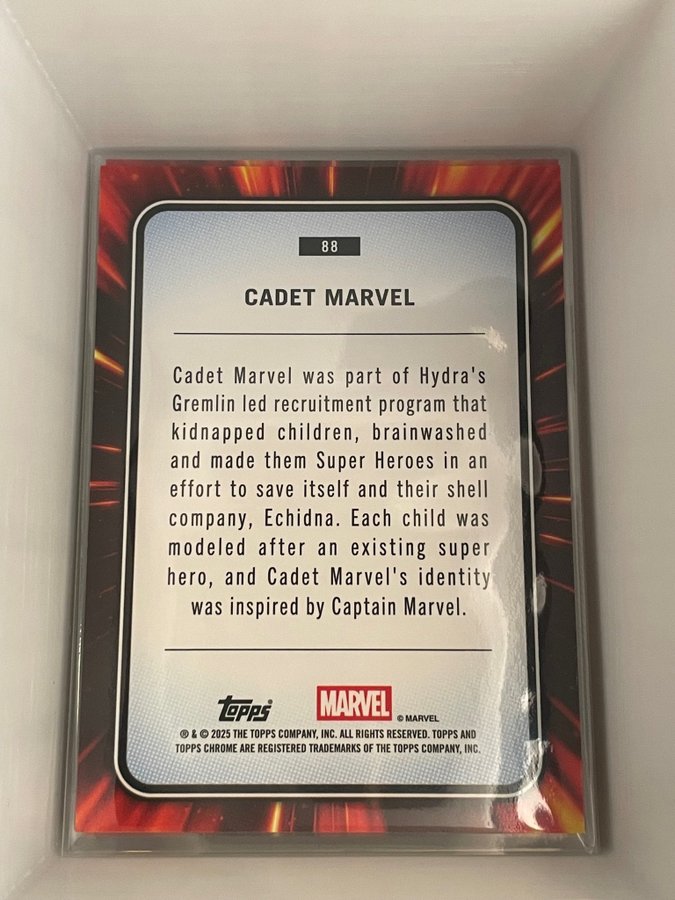 88
CADET MARVEL
Cadet Marvel was part of Hydra's
Gremlin led recruitment program that
kidnapped children, brainwashed
and made them Super Heroes in an
effort to save itself and their shell
company, Echidna. Each child was
modeled after an existing super
hero, and Cadet Marvel's identity
was inspired by Captain Marvel.
Topps® MARVEL © MARVEL
® & © 2025 THE TOPPS COMPANY, INC. ALL RIGHTS RESERVED. TOPPS AND
TOPPS CHROME ARE REGISTERED TRADEMARKS OF THE TOPPS COMPANY, INC.